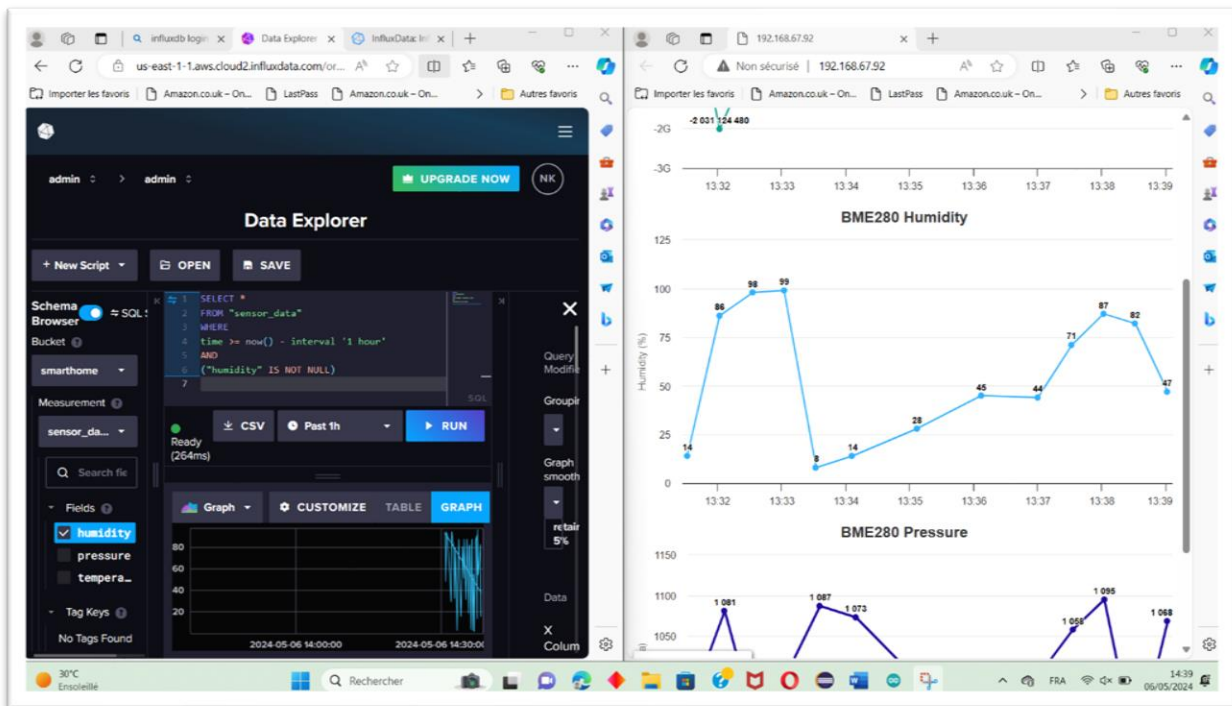 influxdb login
Data Explorer
InfluxData: In
192.168.67.92
us-east-1-1.aws.cloud2.influxdata.com/or...
Non sécurisé
192.168.67.92
Importer les favoris
Amazon.co.uk – On...
LastPass
Amazon.co.uk – On...
Autres favoris
Importer les favoris
Amazon.co.uk – On...
LastPass
Amazon.co.uk – On...
Autres favoris
admin > admin
UPGRADE NOW
NK
Data Explorer
+ New Script
OPEN
SAVE
Schema
Browser
SQL S
Bucket
smarthome
Measurement
sensor_da...
Search fie
Fields
humidity
pressure
tempera…
Tag Keys
No Tags Found
1 SELECT *
2 FROM "sensor_data"
3 WHERE
4 time >= now() - interval '1 hour'
5 AND
6 ("humidity" IS NOT NULL)
7
SQL
Ready
(264ms)
CSV
Past 1h
RUN
Graph
CUSTOMIZE
TABLE
GRAPH
80
60
40
20
2024-05-06 14:00:00
2024-05-06 14:30:00
Query
Modifie
Groupin
Graph
smooth
retain
5%
Data
X
Colum
-2G
-2 031 124 480
-3G
13:32 13:33 13:34 13:35 13:36 13:37 13:38 13:39
BME280 Humidity
Humidity (%)
125
100
75
50
25
0
14 86 98 99 8 14 28 45 44 71 87 82 47
13:32 13:33 13:34 13:35 13:36 13:37 13:38 13:39
BME280 Pressure
1150
1100
1050
1 081 1 087 1 073 1 095 1 068
30°C
Ensoleillé
Rechercher
FRA
14:39
06/05/2024